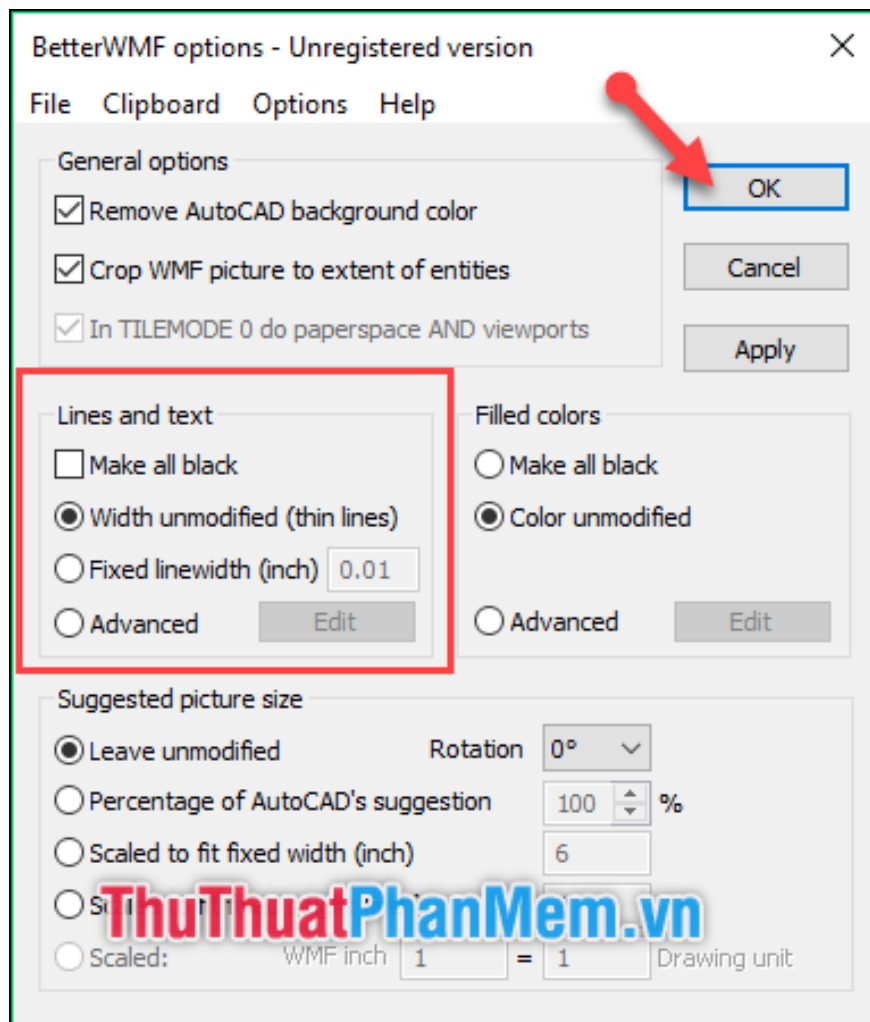 BetterWMF options - Unregistered version
File Clipboard Options Help
General options
Remove AutoCAD background color
Crop WMF picture to extent of entities
In TILEMODE 0 do paperspace AND viewports
OK
Cancel
Apply
Lines and text
Make all black
Width unmodified (thin lines)
Fixed linewidth (inch) 0.01
Advanced Edit
Filled colors
Make all black
Color unmodified
Advanced Edit
Suggested picture size
Leave unmodified Rotation 0°
Percentage of AutoCAD's suggestion 100 %
Scaled to fit fixed width (inch) 6
ThuThuatPhanMem.vn
Scaled: WMF inch 1 = 1 Drawing unit